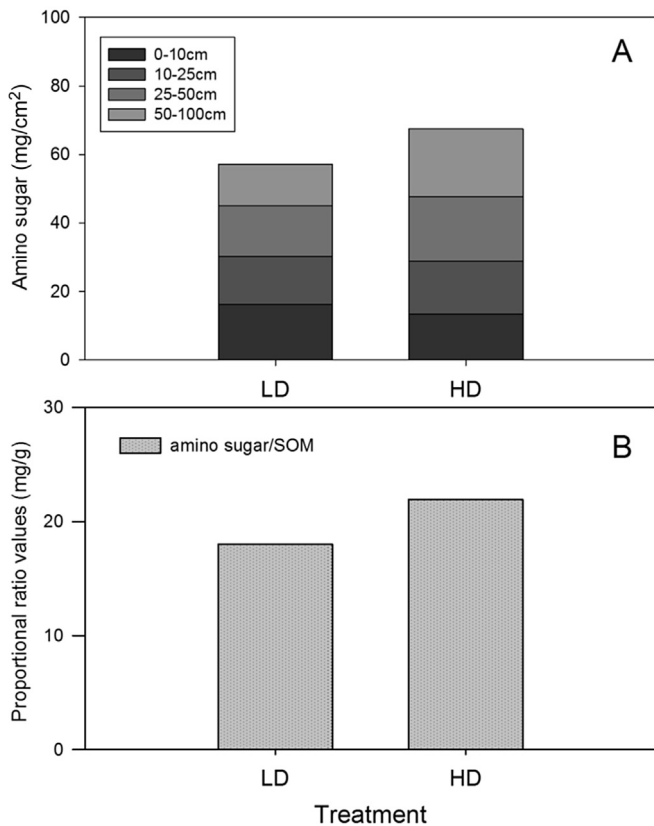 100
A
0-10cm
10-25cm
25-50cm
50-100cm
80
60
40
20
0
Amino sugar (mg/cm²)
LD HD
30
B
amino sugar/SOM
20
10
0
Proportional ratio values (mg/g)
LD HD
Treatment